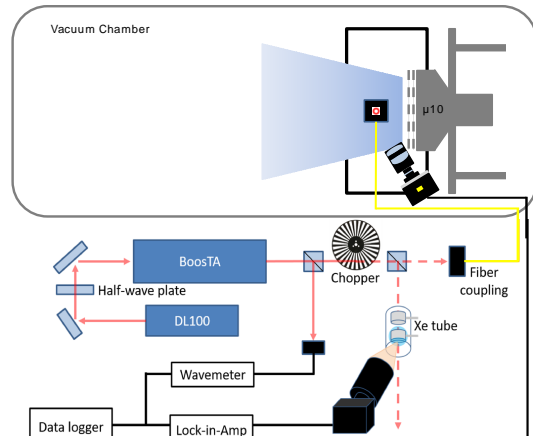 Vacuum Chamber
µ10
BoosTA
Chopper
Fiber
coupling
Half-wave plate
DL100
Xe tube
Wavemeter
Data logger
Lock-in-Amp